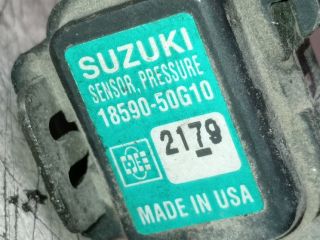 SUZUKI
SENSOR, PRESSURE
18590-50G10
2179
MADE IN USA